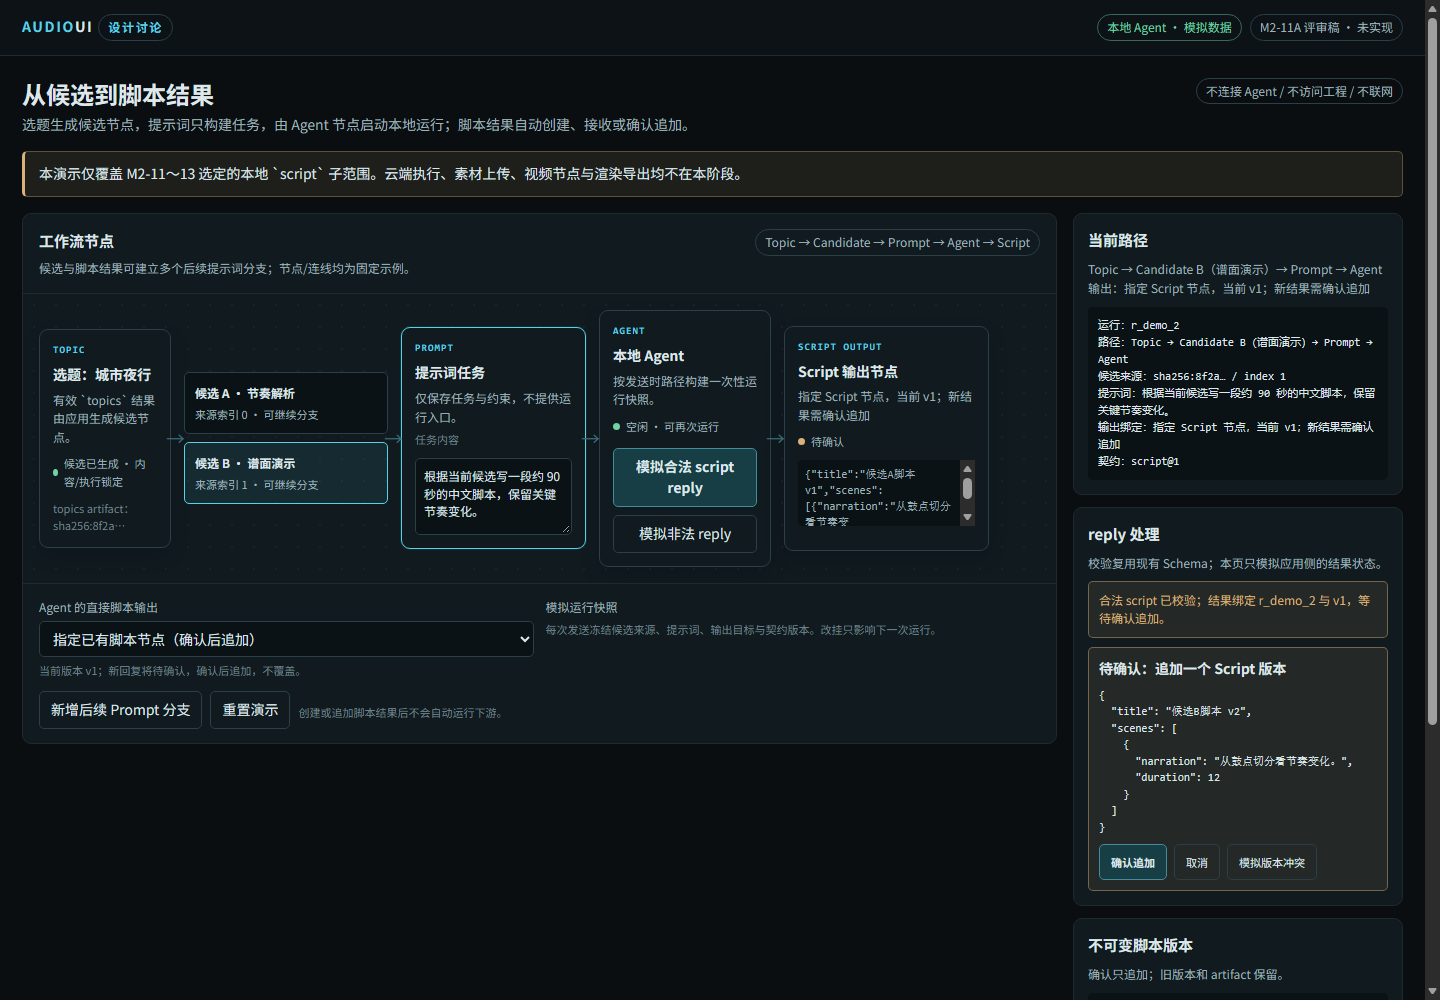 AUDIOUI 设计讨论
本地 Agent · 模拟数据
M2-11A 评审稿 · 未实现
从候选到脚本结果
不连接 Agent / 不访问工程 / 不联网
选题生成候选节点，提示词只构建任务，由 Agent 节点启动本地运行；脚本结果自动创建、接收或确认追加。
本演示仅覆盖 M2-11～13 选定的本地 `script` 子范围。云端执行、素材上传、视频节点与渲染导出均不在本阶段。
工作流节点
Topic → Candidate → Prompt → Agent → Script
候选与脚本结果可建立多个后续提示词分支；节点/连线均为固定示例。
TOPIC
选题：城市夜行
有效 `topics` 结果
由应用生成候选节
点。
候选已生成 · 内
容/执行锁定
topics artifact:
sha256:8f2a…
候选 A · 节奏解析
来源索引 0 · 可继续分支
候选 B · 谱面演示
来源索引 1 · 可继续分支
PROMPT
提示词任务
仅保存任务与约束，不提供运
行入口。
任务内容
根据当前候选写一段约 90
秒的中文脚本，保留关键
节奏变化。
AGENT
本地 Agent
按发送时路径构建一次性运
行快照。
空闲 · 可再次运行
模拟合法 script
reply
模拟非法 reply
SCRIPT OUTPUT
Script 输出节点
指定 Script 节点，当前 v1；新结
果需确认追加
待确认
{"title":"候选A脚本
v1","scenes":
[{"narration":"从鼓点切分
看节奏变
Agent 的直接脚本输出
指定已有脚本节点（确认后追加）
当前版本 v1；新回复将待确认，确认后追加，不覆盖。
模拟运行快照
每次发送冻结候选来源、提示词、输出目标与契约版本。改挂只影响下一次运行。
新增后续 Prompt 分支
重置演示
创建或追加脚本结果后不会自动运行下游。
当前路径
Topic → Candidate B（谱面演示）→ Prompt → Agent
输出：指定 Script 节点，当前 v1；新结果需确认追加
运行：r_demo_2
路径：Topic → Candidate B（谱面演示）→ Prompt →
Agent
候选来源：sha256:8f2a… / index 1
提示词：根据当前候选写一段约 90 秒的中文脚本，保留
关键节奏变化。
输出绑定：指定 Script 节点，当前 v1；新结果需确认
追加
契约：script@1
reply 处理
校验复用现有 Schema；本页只模拟应用侧的结果状态。
合法 script 已校验；结果绑定 r_demo_2 与 v1，等
待确认追加。
待确认：追加一个 Script 版本
{
"title": "候选B脚本 v2",
"scenes": [
{
"narration": "从鼓点切分看节奏变化。",
"duration": 12
}
]
}
确认追加
取消
模拟版本冲突
不可变脚本版本
确认只追加；旧版本和 artifact 保留。